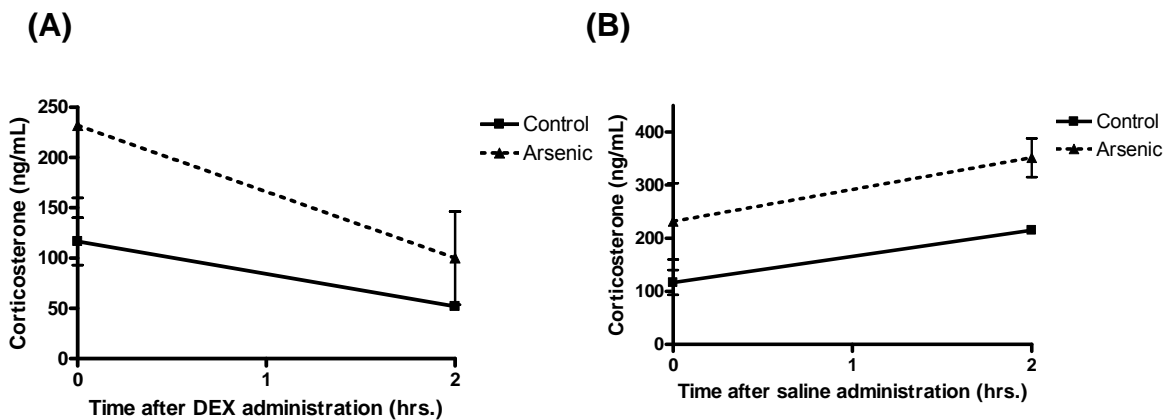 (A)
250
200
150
100
50
0
Corticosterone (ng/mL)
0 1 2
Time after DEX administration (hrs.)
Control
Arsenic
(B)
400
300
200
100
0
Corticosterone (ng/mL)
0 1 2
Time after saline administration (hrs.)
Control
Arsenic